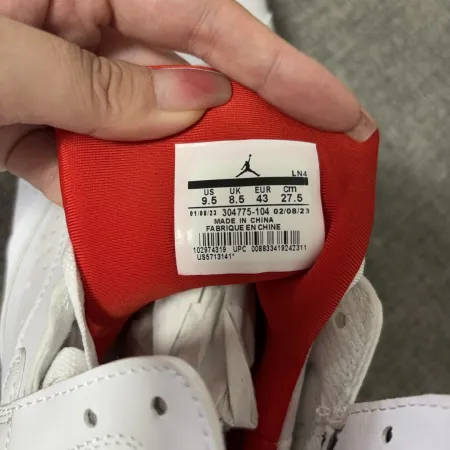 LN4
US UK EUR cm
9.5 8.5 43 27.5
01/08/23 304775-104 02/08/23
MADE IN CHINA
FABRIQUE EN CHINE
102974319 UPC 008833419242311
US5713141*